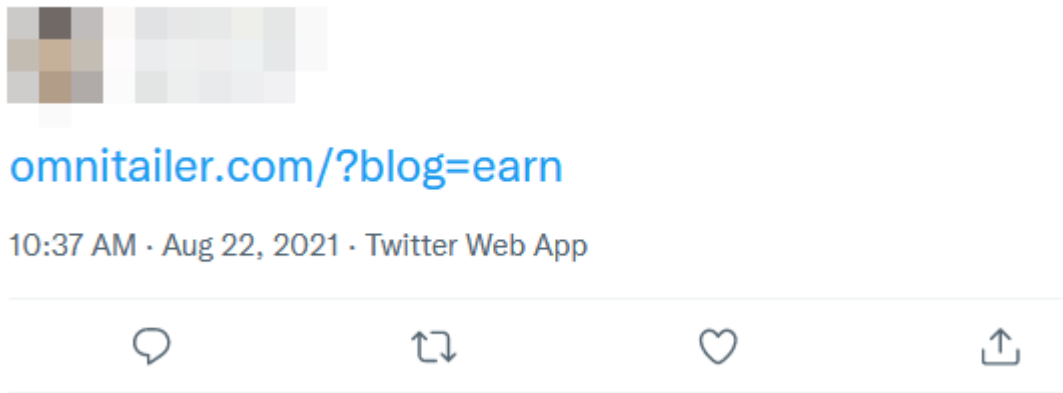 omnitailer.com/?blog=earn
10:37 AM · Aug 22, 2021 · Twitter Web App